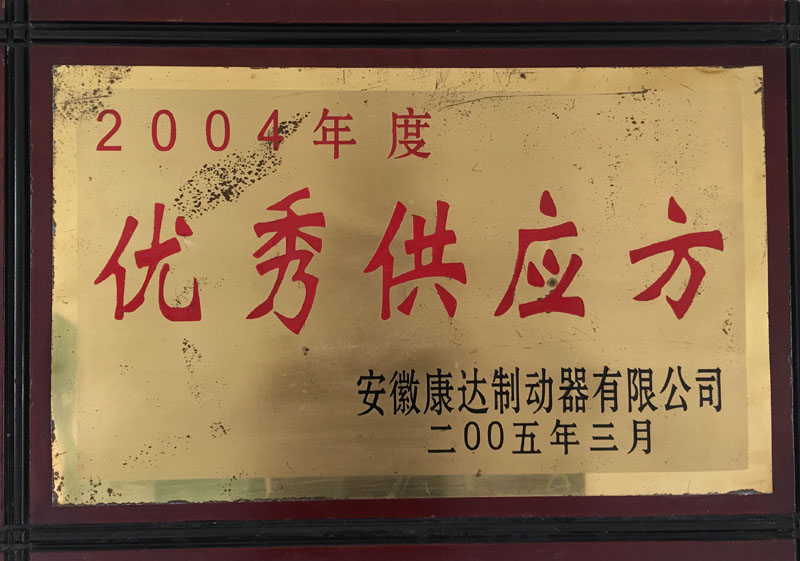 2004年度
优秀供应方
安徽康达制动器有限公司
二00五年三月